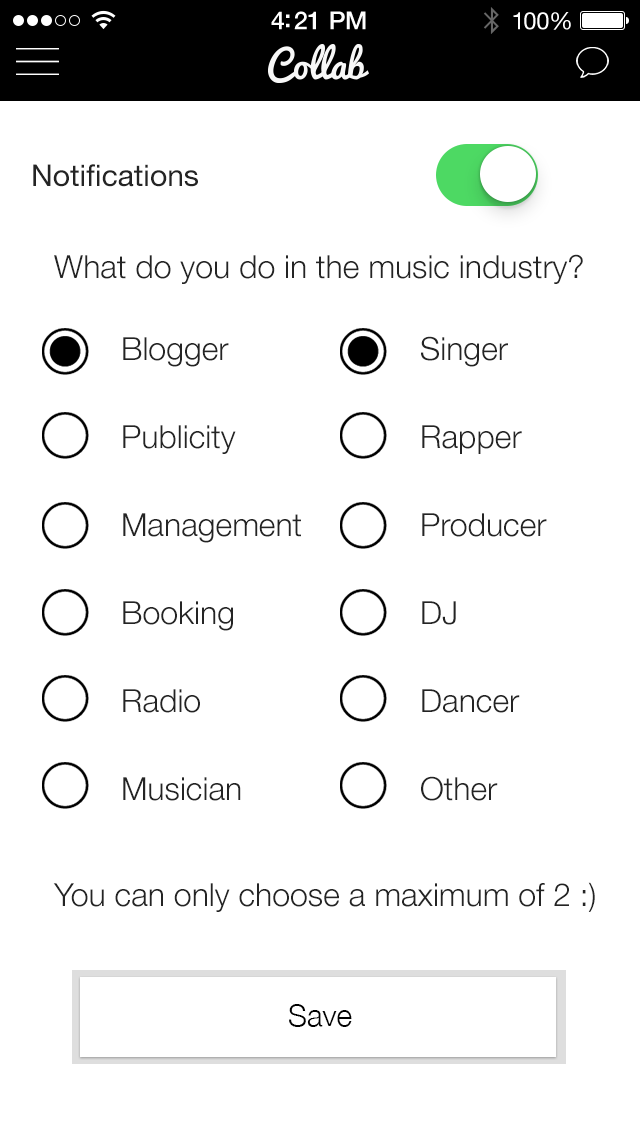 4:21 PM 100%
Collab
Notifications
What do you do in the music industry?
Blogger Singer
Publicity Rapper
Management Producer
Booking DJ
Radio Dancer
Musician Other
You can only choose a maximum of 2 :)
Save